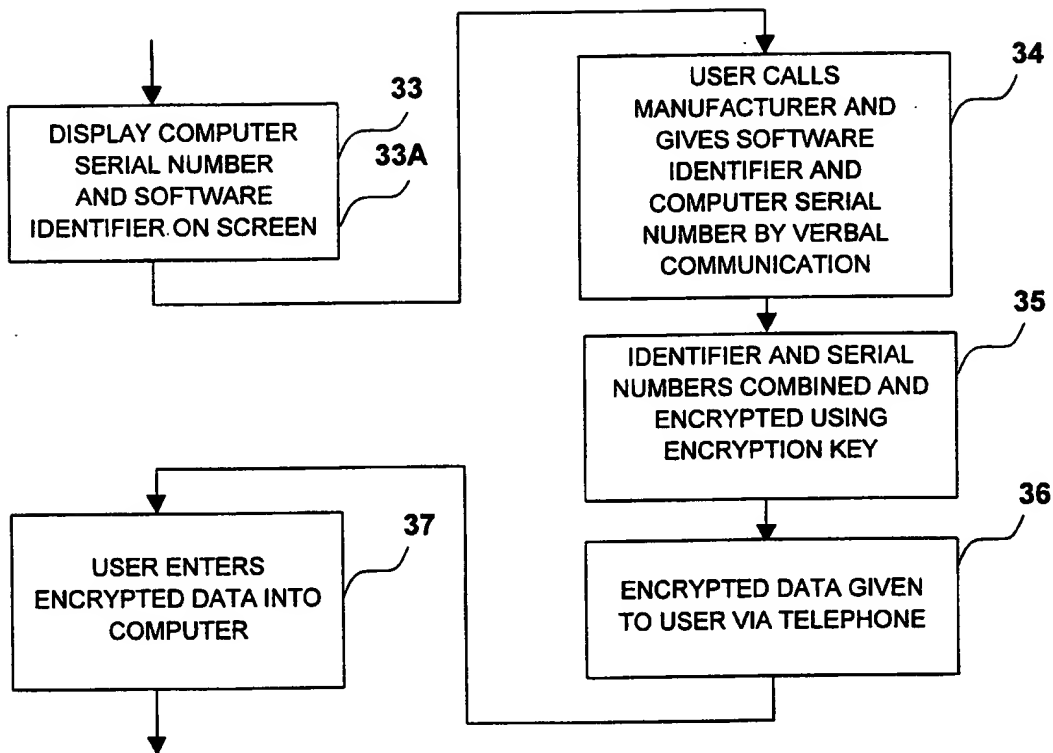 33
33A
DISPLAY COMPUTER
SERIAL NUMBER
AND SOFTWARE
IDENTIFIER ON SCREEN
34
USER CALLS
MANUFACTURER AND
GIVES SOFTWARE
IDENTIFIER AND
COMPUTER SERIAL
NUMBER BY VERBAL
COMMUNICATION
35
IDENTIFIER AND SERIAL
NUMBERS COMBINED AND
ENCRYPTED USING
ENCRYPTION KEY
36
ENCRYPTED DATA GIVEN
TO USER VIA TELEPHONE
37
USER ENTERS
ENCRYPTED DATA INTO
COMPUTER